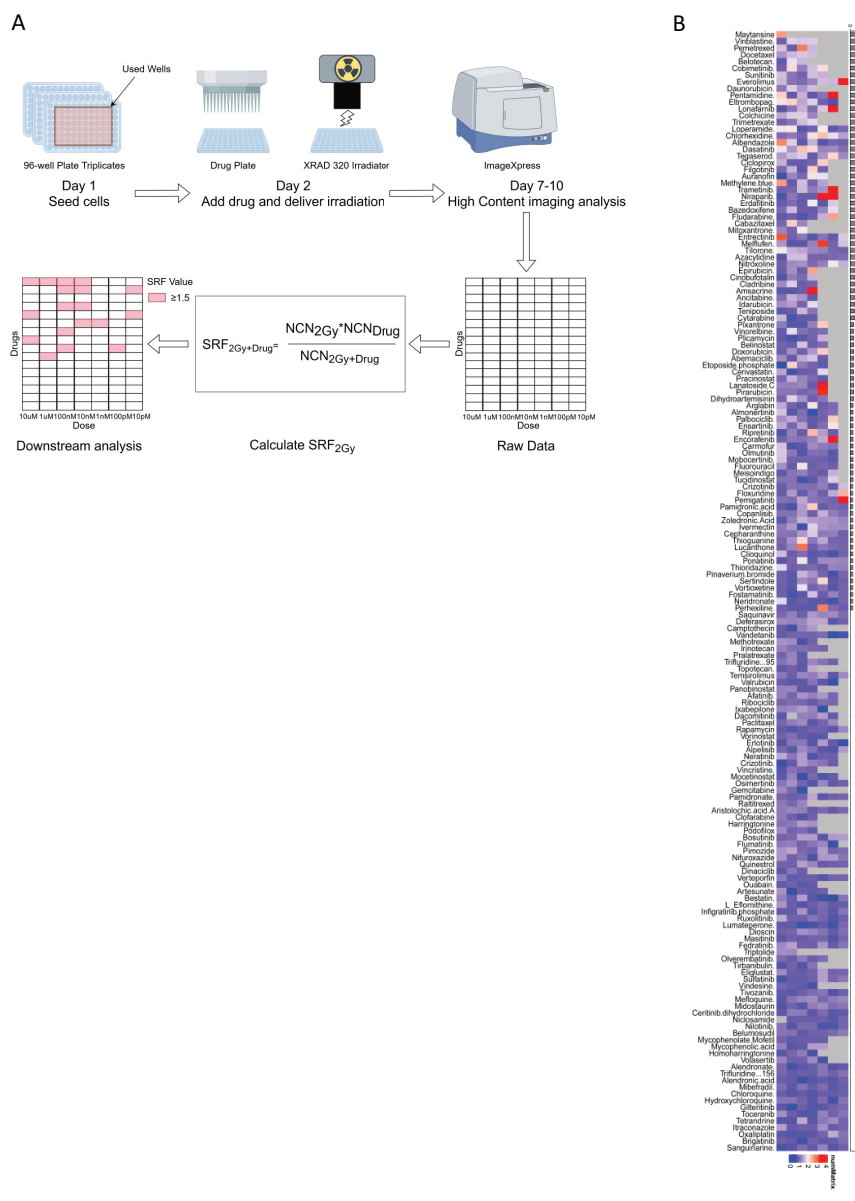 A
B
Used Wells
96-well Plate Triplicates
Drug Plate
XRAD 320 Irradiator
ImageXpress
Day 1
Seed cells
Day 2
Add drug and deliver irradiation
Day 7-10
High Content imaging analysis
SRF Value
≥1.5
Drugs
10uM 1uM 100nM 10nM 1nM 100pM 10pM
Dose
Downstream analysis
SRF2Gy+Drug=
NCN2Gy*NCNDrug
NCN2Gy+Drug
Calculate SRF2Gy
Drugs
10uM 1uM 100nM 10nM 1nM 100pM 10pM
Dose
Raw Data
0
Maytansine
Vinblastine.
Pemetrexed
Docetaxel
Belotecan.
Cobimetinib.
Sunitinib
Everolimus
Daunorubicin.
Pentamidine.
Eltrombopag.
Lonafarnib
Colchicine
Trimetrexate
Loperamide.
Chlorhexidine.
Albendazole
Dasatinib
Tegaserod.
Ciclopirox
Filgotinib
Auranofin
Methylene.blue.
Trametinib.
Niraparib.
Erdafitinib
Bazedoxifene
Fludarabine.
Cabazitaxel
Mitoxantrone.
Entrectinib
Melflufen.
Tilorone.
Azacytidine
Nitroxoline
Epirubicin.
Cinobufotalin
Cladribine
Amsacrine.
Ancitabine.
Idarubicin.
Teniposide
Cytarabine
Pixantrone
Vinorelbine.
Plicamycin
Belinostat
Doxorubicin.
Abemaciclib.
Etoposide.phosphate
Cerivastatin.
Pracinostat
Lanatoside.C
Pirarubicin.
Dihydroartemisinin
Arglabin
Almonertinib
Palbociclib.
Ensartinib.
Ripretinib
Encorafenib
Carmofur
Olmutinib
Mobocertinib.
Fluorouracil
Meisoindigo
Tucidinostat
Crizotinib
Floxuridine
Pemigatinib
Pamidronic.acid
Copanlisib.
Zoledronic.Acid
Ivermectin
Cepharanthine
Thioguanine
Lucanthone
Clioquinol
Ponatinib
Thioridazine.
Pinaverium.bromide
Sertindole
Vortioxetine
Fostamatinib.
Neridronate
Perhexiline.
Saquinavir
Deferasirox
Camptothecin
Vandetanib
Methotrexate
Irinotecan
Pralatrexate
Trifluridine...95
Topotecan.
Temsirolimus
Valrubicin
Panobinostat
Afatinib.
Ribociclib
Ixabepilone
Dacomitinib
Paclitaxel
Rapamycin
Vorinostat
Erlotinib
Alpelisib
Neratinib
Crizotinib.
Vincristine.
Mocetinostat
Osimertinib
Gemcitabine
Pamidronate.
Raltitrexed
Aristolochic.acid.A
Clofarabine
Harringtonine
Podofilox
Bosutinib
Flumatinib.
Pimozide
Nifuroxazide
Quinestrol
Dinaciclib
Verteporfin
Ouabain.
Artesunate
Bestatin.
L_Eflornithine.
Infigratinib.phosphate
Ruxolitinib.
Lumateperone.
Dioscin
Masitinib
Fedratinib.
Triptolide
Olverembatinib.
Tirbanibulin.
Eliglustat.
Sulfatinib
Vindesine.
Tivozanib.
Mefloquine.
Midostaurin
Ceritinib.dihydrochloride
Niclosamide
Nilotinib.
Belumosudil
Mycophenolate.Mofetil
Mycophenolic.acid
Homoharringtonine
Volasertib
Alendronate.
Trifluridine...156
Alendronic.acid
Mibefradil.
Chloroquine.
Hydroxychloroquine.
Gilteritinib
Toceranib
Tetrandrine
Itraconazole
Oxaliplatin
Brigatinib
Sanguinarine.
numMatrix
0 1 2 3 4